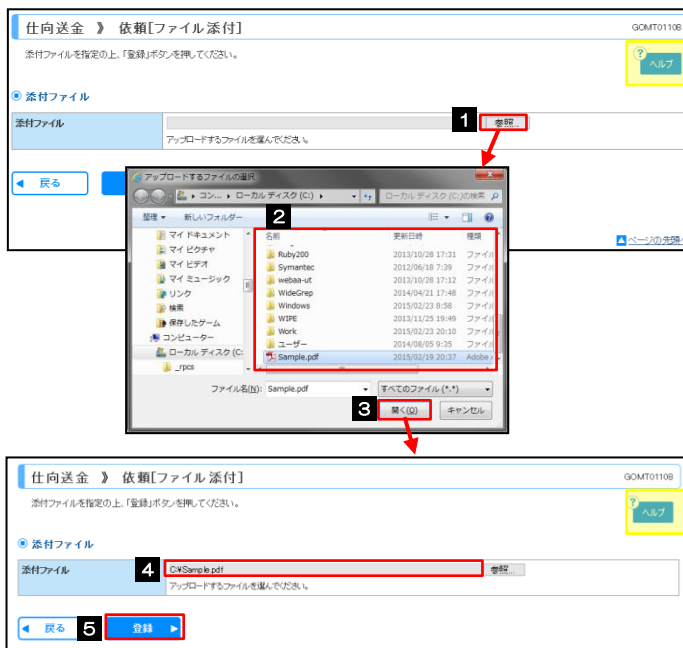 仕向送金 》 依頼[ファイル添付]
GOMT01108
添付ファイルを指定の上、「登録」ボタンを押してください。
?
ヘルプ
添付ファイル
添付ファイル
1
参照...
アップロードするファイルを選んでください。
戻る
アップロードするファイルの選択
コン... ▸ ローカル ディスク (C:) ▸
ローカル ディスク (C:)の検索
整理 ▼ 新しいフォルダー
2
名前 更新日時 種類
マイ ドキュメント
マイ ピクチャ
マイ ビデオ
マイ ミュージック
リンク
検索
保存したゲーム
コンピューター
ローカル ディスク (C:
_rpcs
Ruby200 2013/10/28 17:31 ファイ
Symantec 2012/06/18 7:39 ファイ
webaa-ut 2013/10/28 17:12 ファイ
WideGrep 2014/04/21 17:48 ファイ
Windows 2015/02/23 8:58 ファイ
WIPE 2013/11/25 19:49 ファイ
Work 2015/02/23 20:10 ファイ
ユーザー 2014/08/05 9:35 ファイ
Sample.pdf 2015/02/19 20:37 Adobe
ファイル名(N): Sample.pdf
すべてのファイル (*.*)
3
開く(O)
キャンセル
ページの先頭へ
仕向送金 》 依頼[ファイル添付]
GOMT01108
添付ファイルを指定の上、「登録」ボタンを押してください。
?
ヘルプ
添付ファイル
添付ファイル
4
C:¥Sample.pdf
参照...
アップロードするファイルを選んでください。
戻る
5
登録